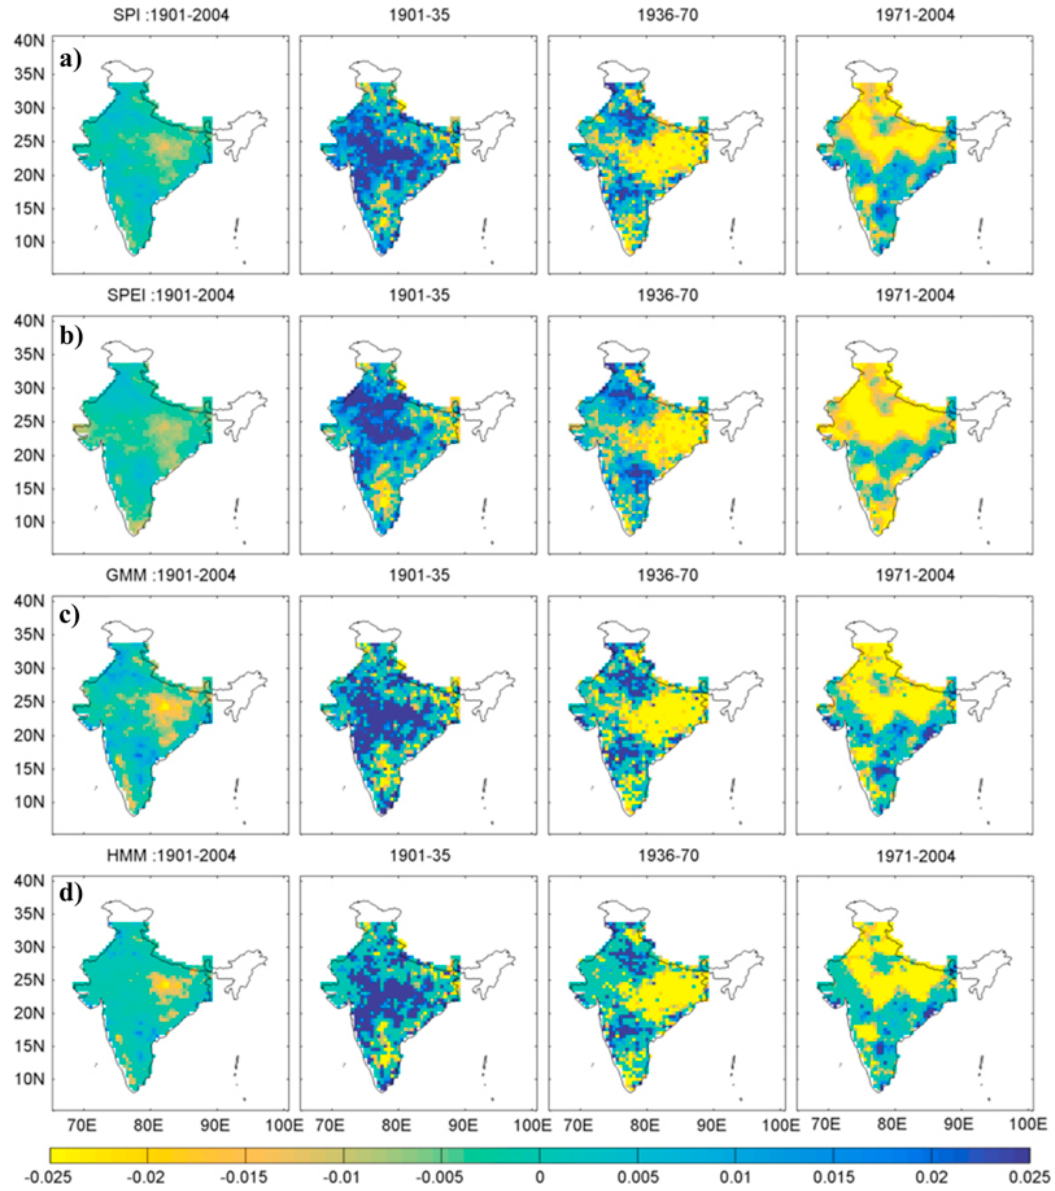 SPI :1901-2004 1901-35 1936-70 1971-2004
a)
40N
35N
30N
25N
20N
15N
10N
SPEI :1901-2004 1901-35 1936-70 1971-2004
b)
40N
35N
30N
25N
20N
15N
10N
GMM :1901-2004 1901-35 1936-70 1971-2004
c)
40N
35N
30N
25N
20N
15N
10N
HMM :1901-2004 1901-35 1936-70 1971-2004
d)
40N
35N
30N
25N
20N
15N
10N
70E 80E 90E 100E 70E 80E 90E 100E 70E 80E 90E 100E 70E 80E 90E 100E
-0.025 -0.02 -0.015 -0.01 -0.005 0 0.005 0.01 0.015 0.02 0.025